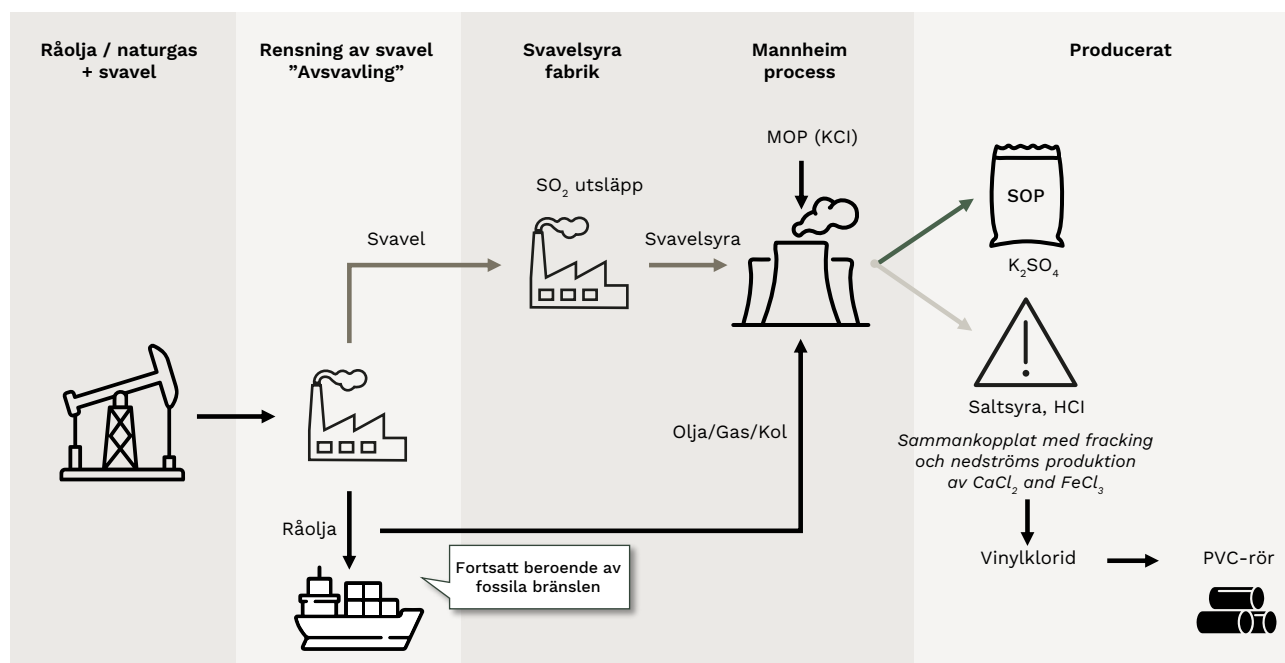 Råolja / naturgas
+ svavel
Rensning av svavel
”Avsvavling”
Svavelsyra
fabrik
Mannheim
process
Producerat
MOP (KCI)
SO₂ utsläpp
Svavel
Svavelsyra
SOP
K₂SO₄
Saltsyra, HCI
Olja/Gas/Kol
Sammankopplat med fracking
och nedströms produktion
av CaCl₂ and FeCl₃
Råolja
Vinylklorid
PVC-rör
Fortsatt beroende av
fossila bränslen